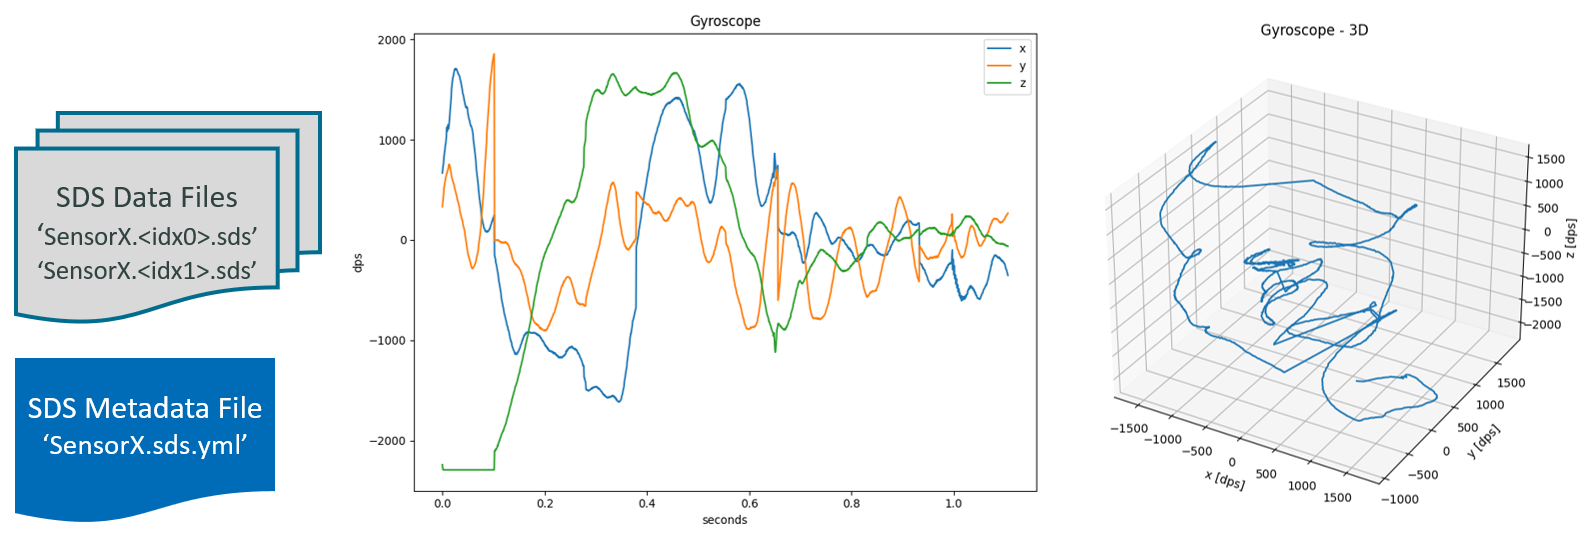 SDS Data Files
‘SensorX.<idx0>.sds’
‘SensorX.<idx1>.sds’
SDS Metadata File
‘SensorX.sds.yml’
Gyroscope
x
y
z
2000
1000
0
−1000
−2000
dps
0.0
0.2
0.4
0.6
0.8
1.0
seconds
Gyroscope - 3D
1500
1000
500
0
−500
−1000
−1500
−2000
z [dps]
−1500
−1000
−500
0
500
1000
1500
x [dps]
1500
1000
500
0
−500
−1000
y [dps]